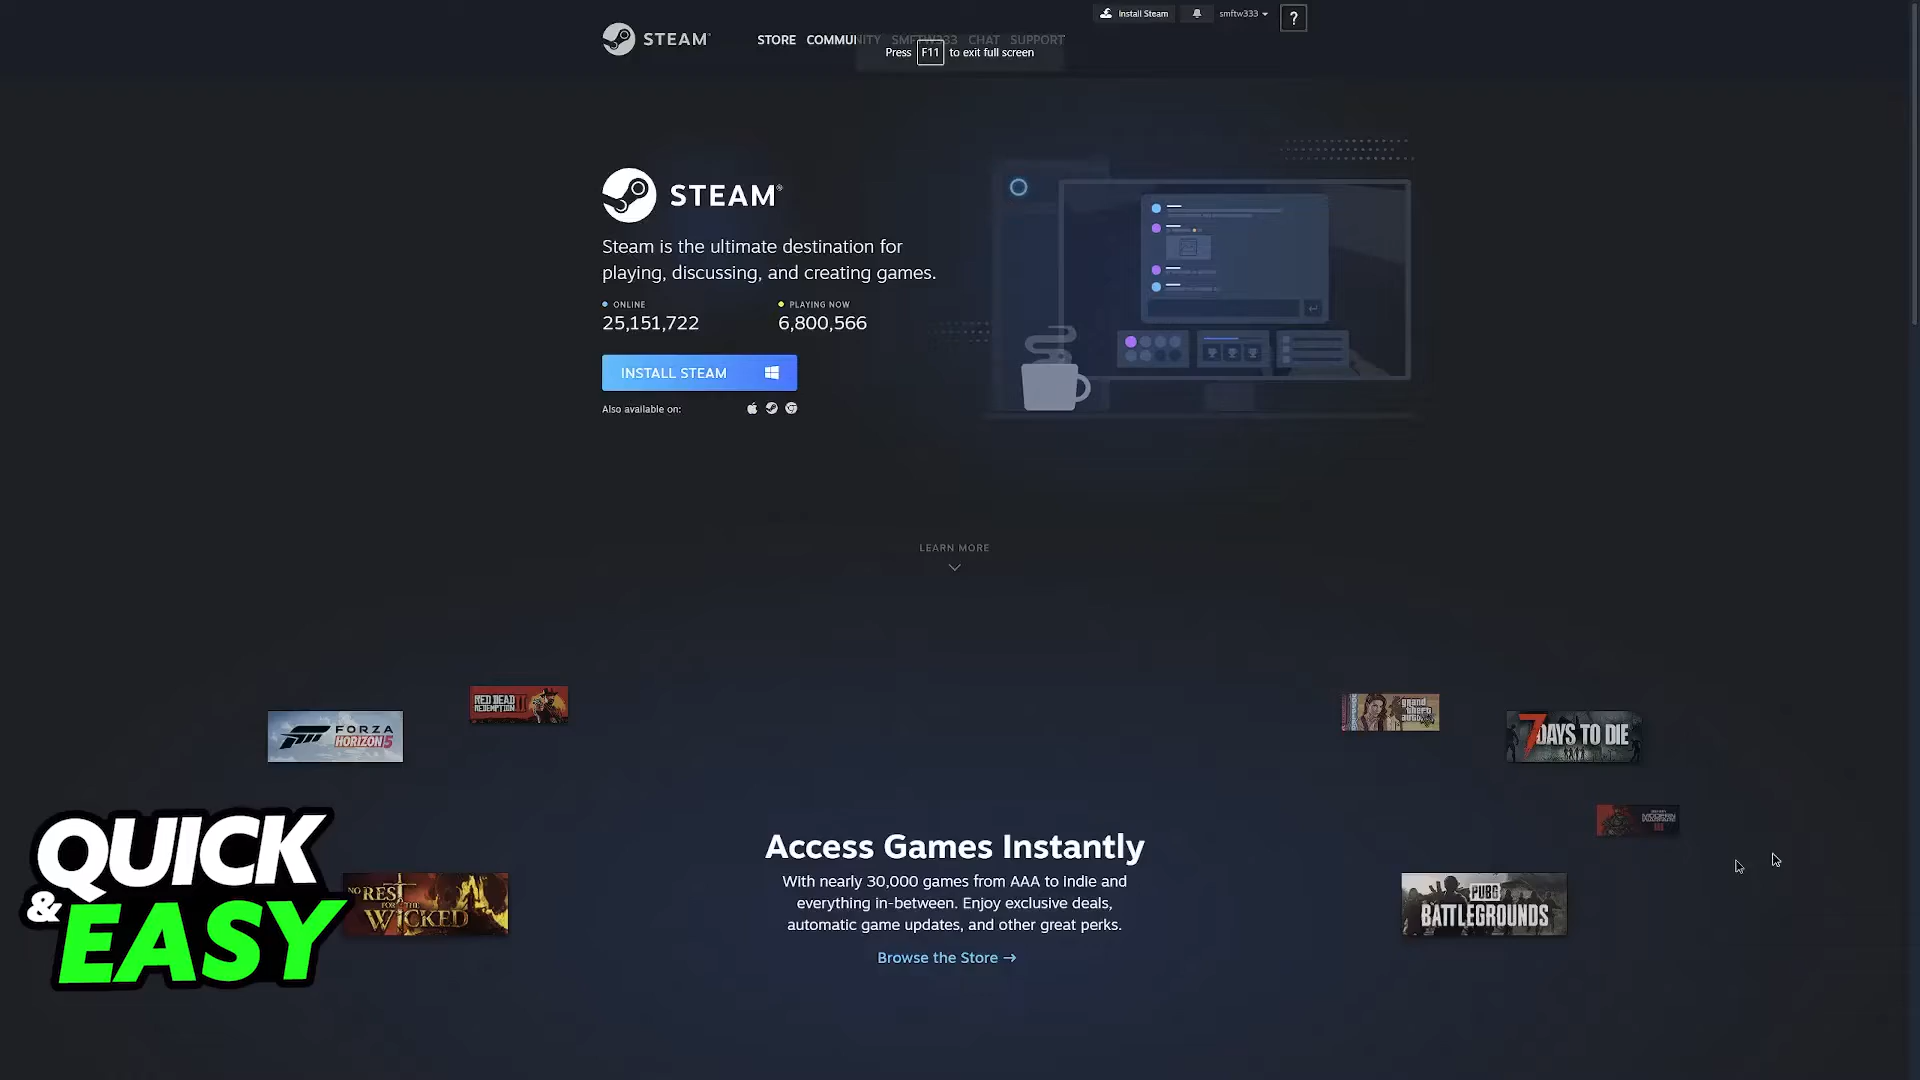 Install Steam
smftw333
?
STEAM®
STORE COMMUNITY SMFTW333 CHAT SUPPORT
Press F11 to exit full screen
STEAM®
Steam is the ultimate destination for
playing, discussing, and creating games.
ONLINE
25,151,722
PLAYING NOW
6,800,566
INSTALL STEAM
Also available on:
LEARN MORE
RED DEAD
REDEMPTION II
FORZA
HORIZON 5
grand
theft
auto
7 DAYS TO DIE
Access Games Instantly
With nearly 30,000 games from AAA to indie and
everything in-between. Enjoy exclusive deals,
automatic game updates, and other great perks.
Browse the Store →
NO REST
FOR THE
WICKED
PUBG
BATTLEGROUNDS
QUICK
& EASY